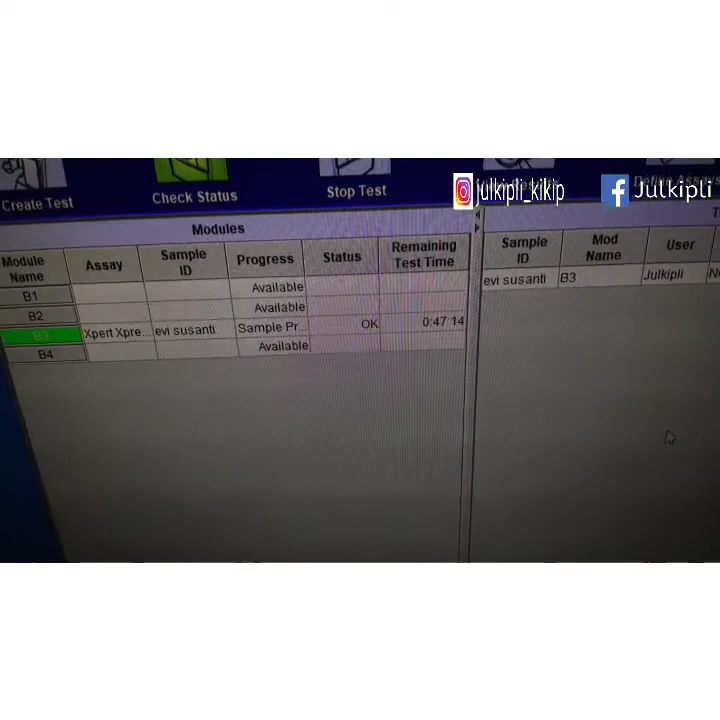 julkipli_kikip Julkipli
Create Test Check Status Stop Test
Modules
Module Name Assay Sample ID Progress Status Remaining Test Time
B1 Available
B2 Available
B3 Xpert Xpre... evi susanti Sample Pr... OK 0:47:14
B4 Available
Sample ID Mod Name User
evi susanti B3 Julkipli